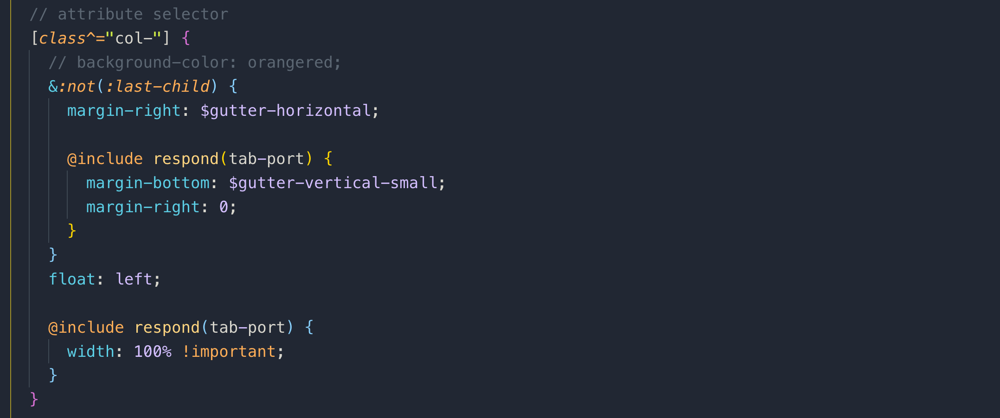 // attribute selector
[class^="col-"] {
// background-color: orangered;
&:not(:last-child) {
margin-right: $gutter-horizontal;
@include respond(tab-port) {
margin-bottom: $gutter-vertical-small;
margin-right: 0;
}
}
float: left;
@include respond(tab-port) {
width: 100% !important;
}
}